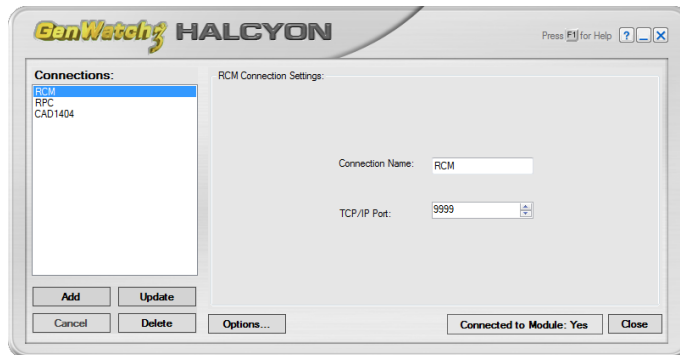 GenWatch3 HALCYON
Press F1 for Help ? _ X
Connections:
RCM
RPC
CAD1404
RCM Connection Settings:
Connection Name: RCM
TCP/IP Port: 9999
Add Update
Cancel Delete Options... Connected to Module: Yes Close